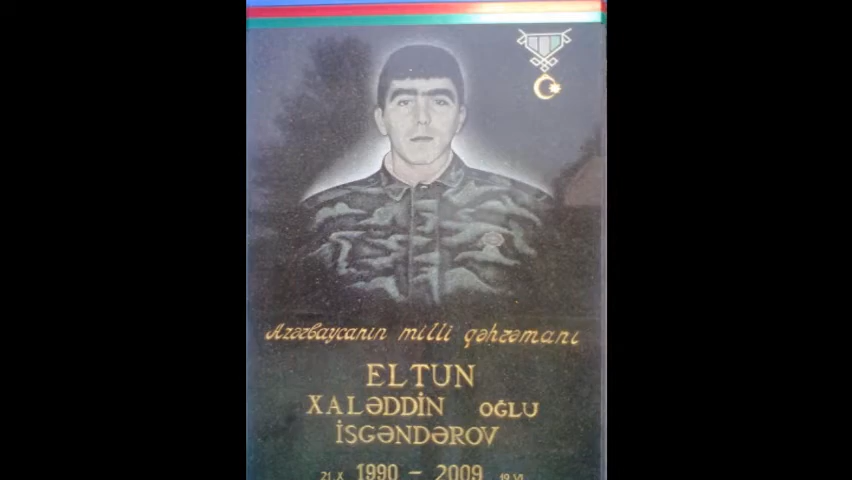 Azərbaycanın milli qəhrəmanı
ELTUN
XALƏDDİN OĞLU
İSGƏNDƏROV
21.X 1990 – 2009 19.VI